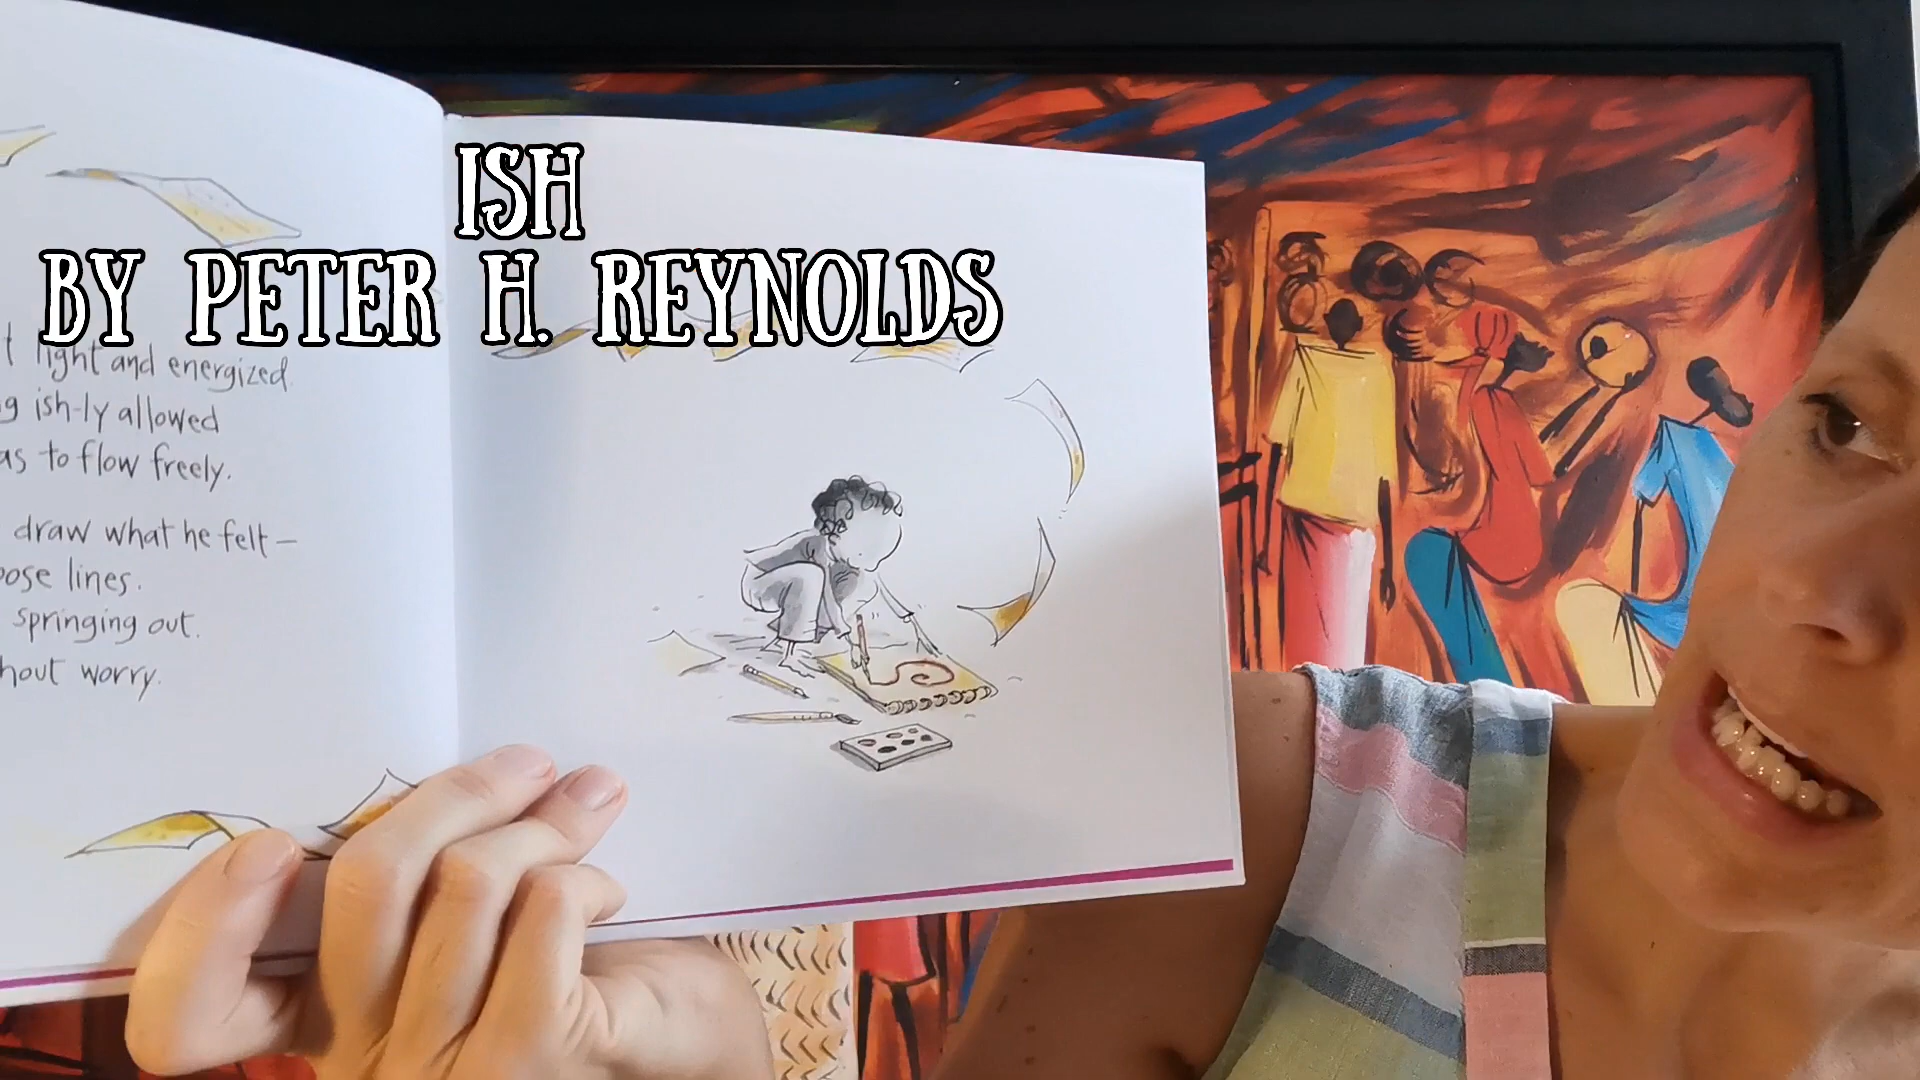 ISH
BY PETER H. REYNOLDS
light and energized.
ish-ly allowed
to flow freely.
draw what he felt—
lines.
springing out.
worry.